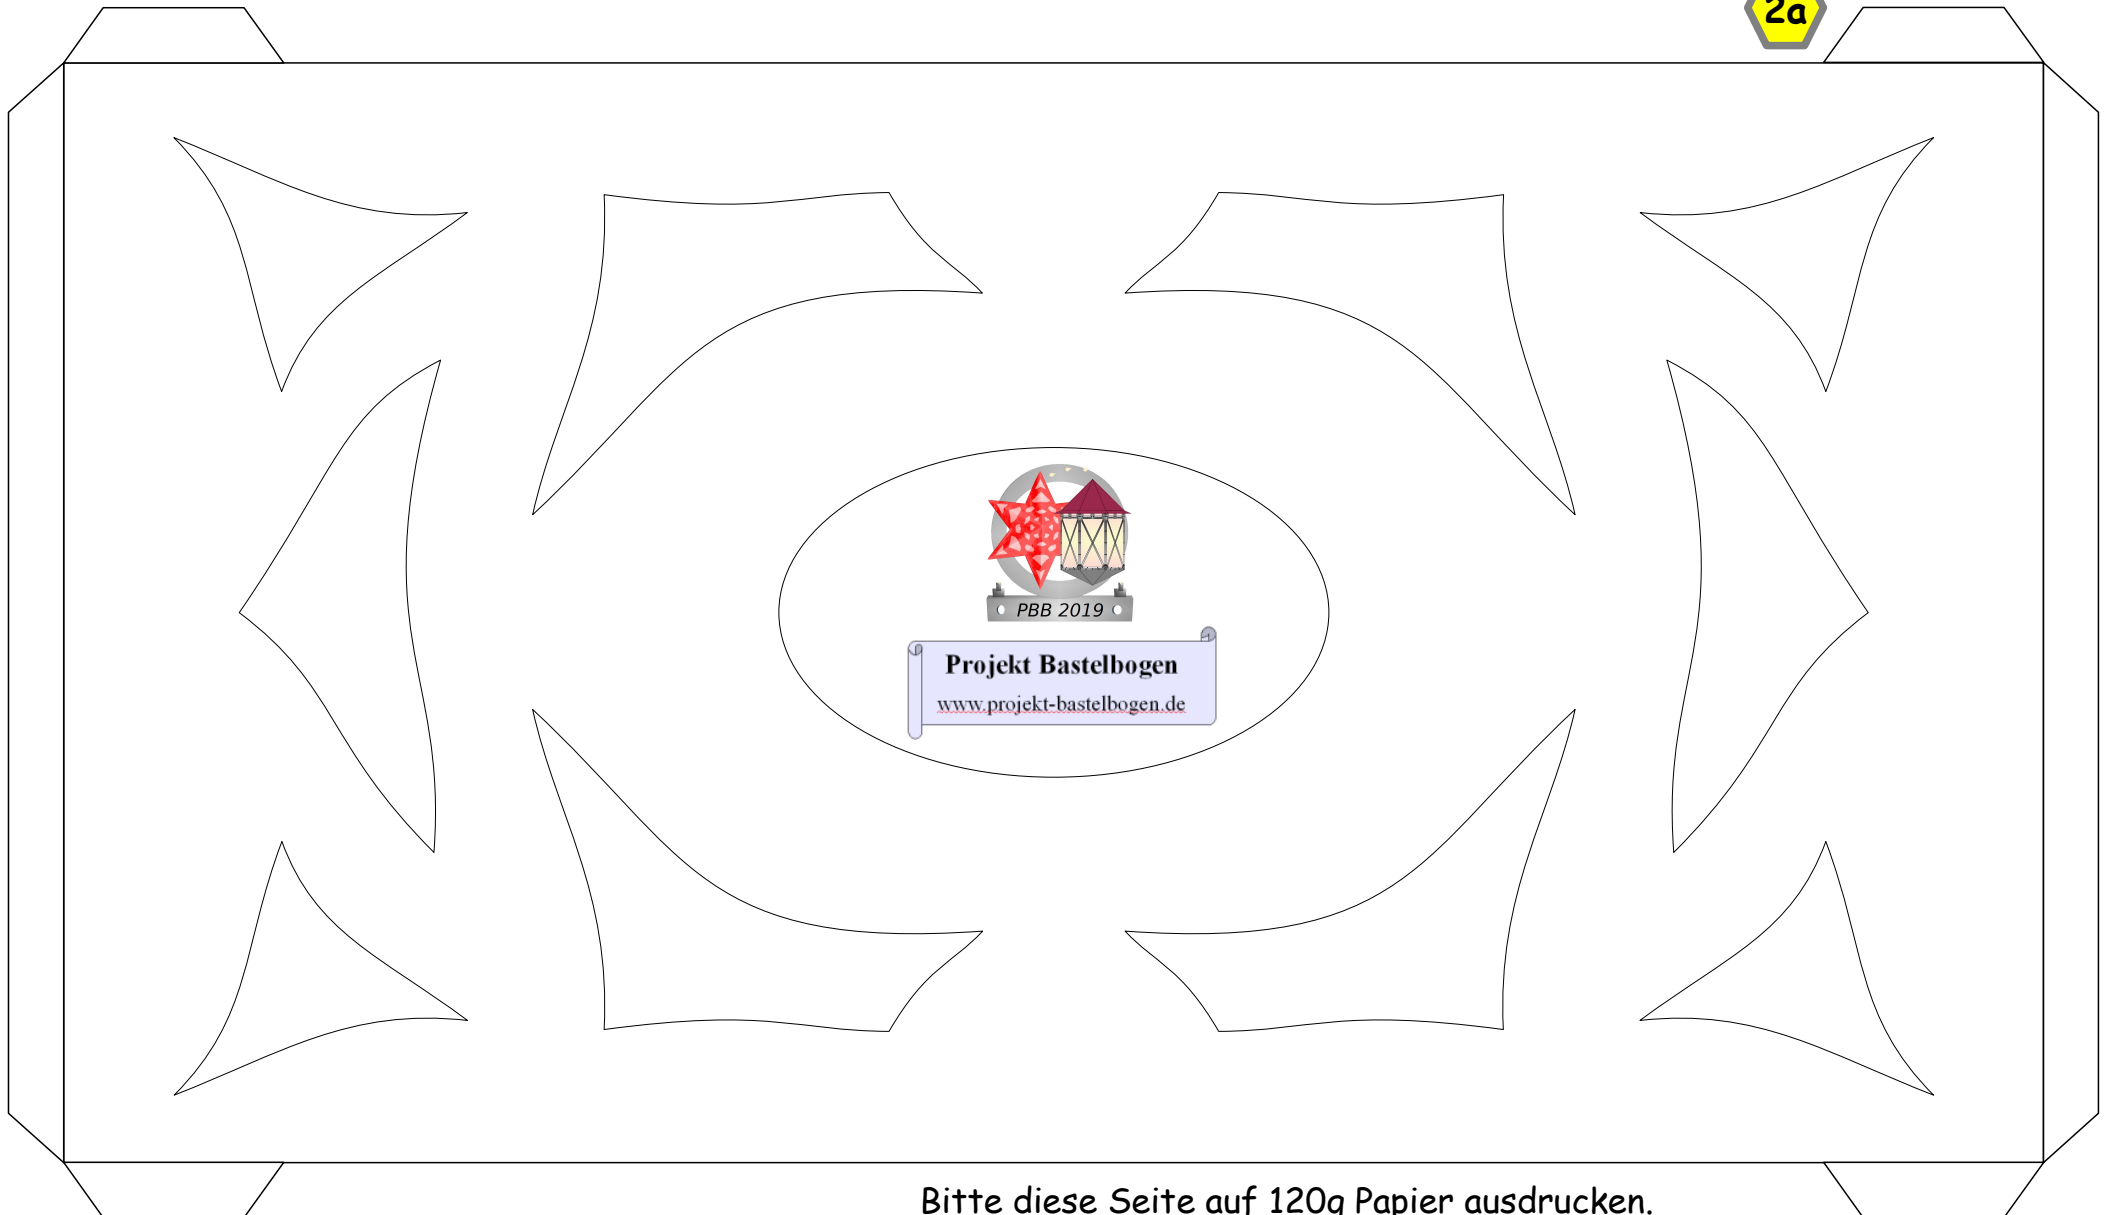 2a
PBB 2019
Projekt Bastelbogen
www.projekt-bastelbogen.de
Bitte diese Seite auf 120g Papier ausdrucken.